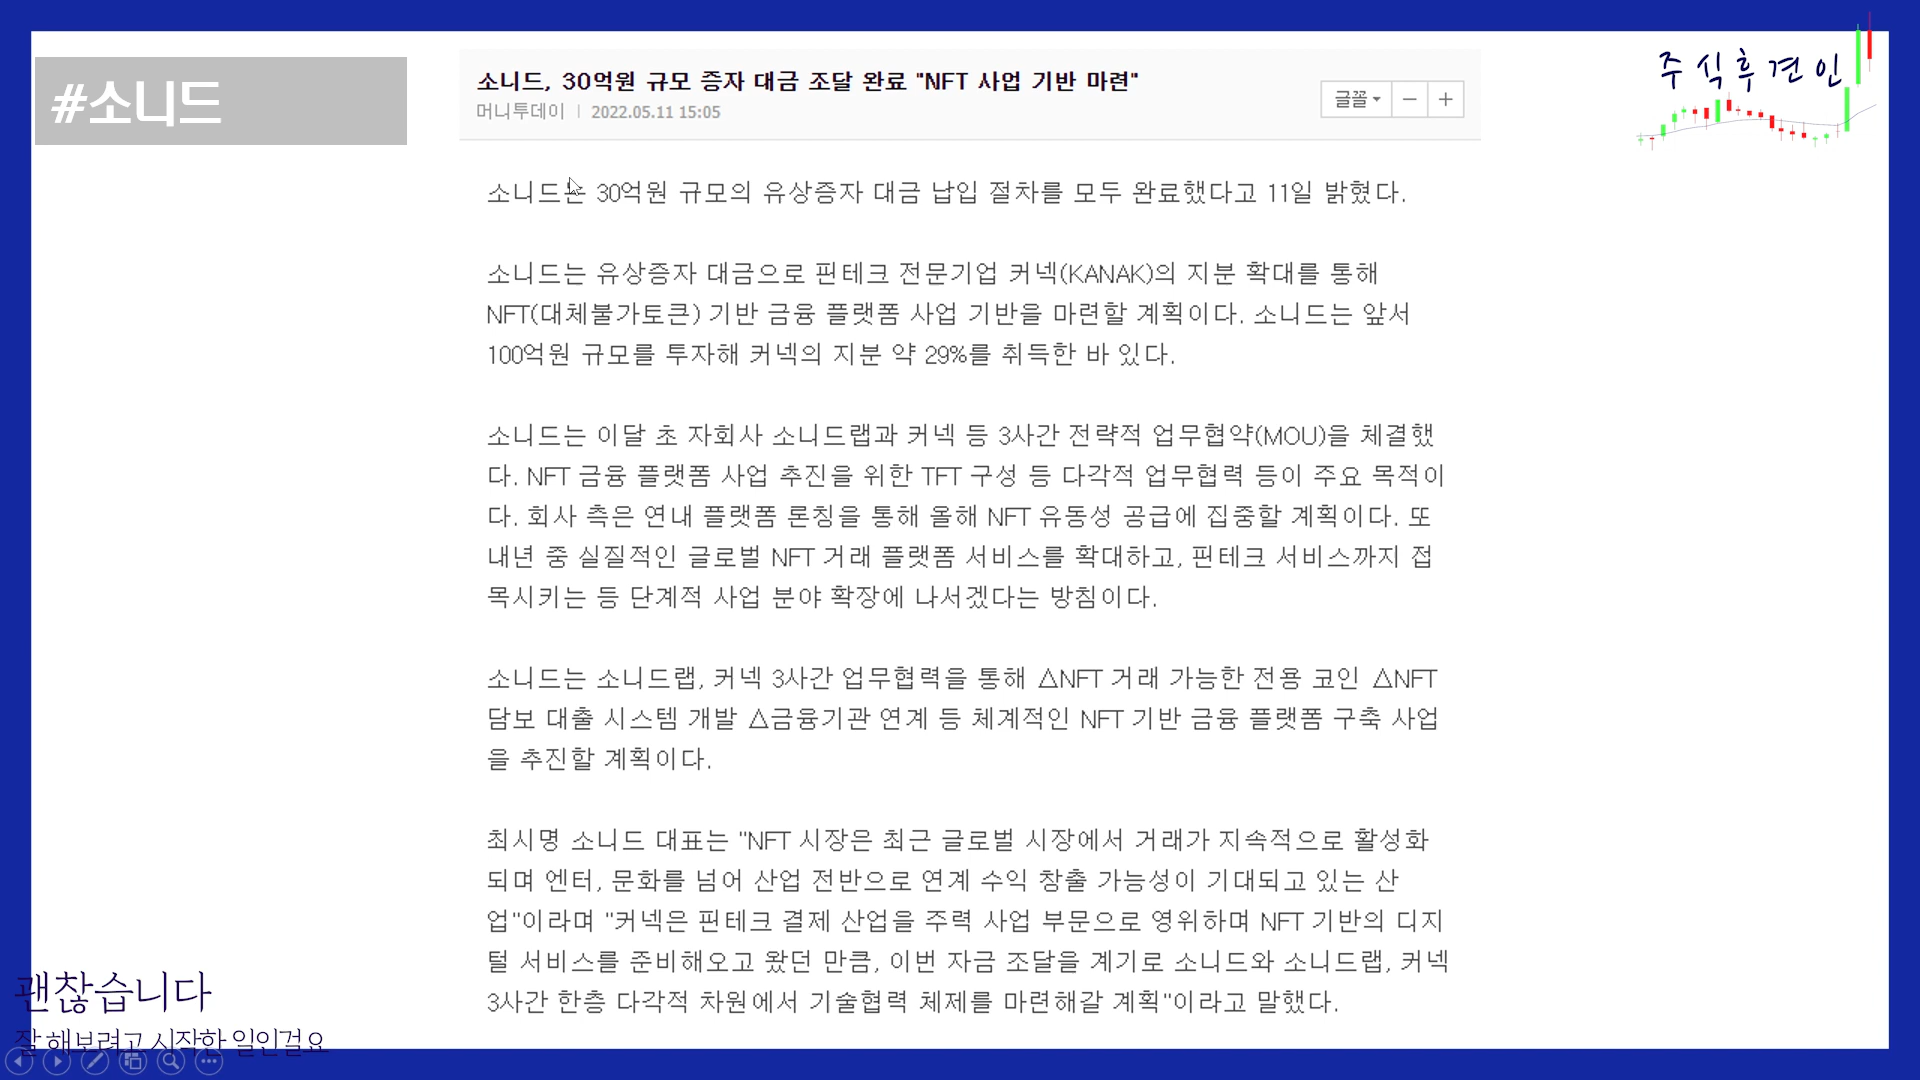 #소니드
소니드, 30억원 규모 증자 대금 조달 완료 "NFT 사업 기반 마련"
머니투데이 | 2022.05.11 15:05
글꼴
주식후견인
소니드는 30억원 규모의 유상증자 대금 납입 절차를 모두 완료했다고 11일 밝혔다.
소니드는 유상증자 대금으로 핀테크 전문기업 커넥(KANAK)의 지분 확대를 통해
NFT(대체불가토큰) 기반 금융 플랫폼 사업 기반을 마련할 계획이다. 소니드는 앞서
100억원 규모를 투자해 커넥의 지분 약 29%를 취득한 바 있다.
소니드는 이달 초 자회사 소니드랩과 커넥 등 3사간 전략적 업무협약(MOU)을 체결했
다. NFT 금융 플랫폼 사업 추진을 위한 TFT 구성 등 다각적 업무협력 등이 주요 목적이
다. 회사 측은 연내 플랫폼 론칭을 통해 올해 NFT 유동성 공급에 집중할 계획이다. 또
내년 중 실질적인 글로벌 NFT 거래 플랫폼 서비스를 확대하고, 핀테크 서비스까지 접
목시키는 등 단계적 사업 분야 확장에 나서겠다는 방침이다.
소니드는 소니드랩, 커넥 3사간 업무협력을 통해 △NFT 거래 가능한 전용 코인 △NFT
담보 대출 시스템 개발 △금융기관 연계 등 체계적인 NFT 기반 금융 플랫폼 구축 사업
을 추진할 계획이다.
최시명 소니드 대표는 "NFT 시장은 최근 글로벌 시장에서 거래가 지속적으로 활성화
되며 엔터, 문화를 넘어 산업 전반으로 연계 수익 창출 가능성이 기대되고 있는 산
업"이라며 "커넥은 핀테크 결제 산업을 주력 사업 부문으로 영위하며 NFT 기반의 디지
털 서비스를 준비해오고 왔던 만큼, 이번 자금 조달을 계기로 소니드와 소니드랩, 커넥
3사간 한층 다각적 차원에서 기술협력 체제를 마련해갈 계획"이라고 말했다.
괜찮습니다
잘 해보려고 시작한 일인걸요